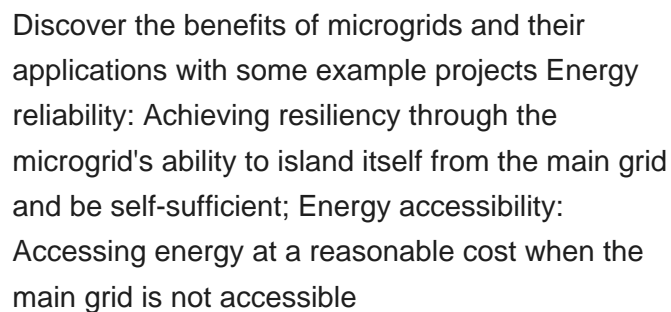 Discover the benefits of microgrids and their
applications with some example projects Energy
reliability: Achieving resiliency through the
microgrid's ability to island itself from the main grid
and be self-sufficient; Energy accessibility:
Accessing energy at a reasonable cost when the
main grid is not accessible